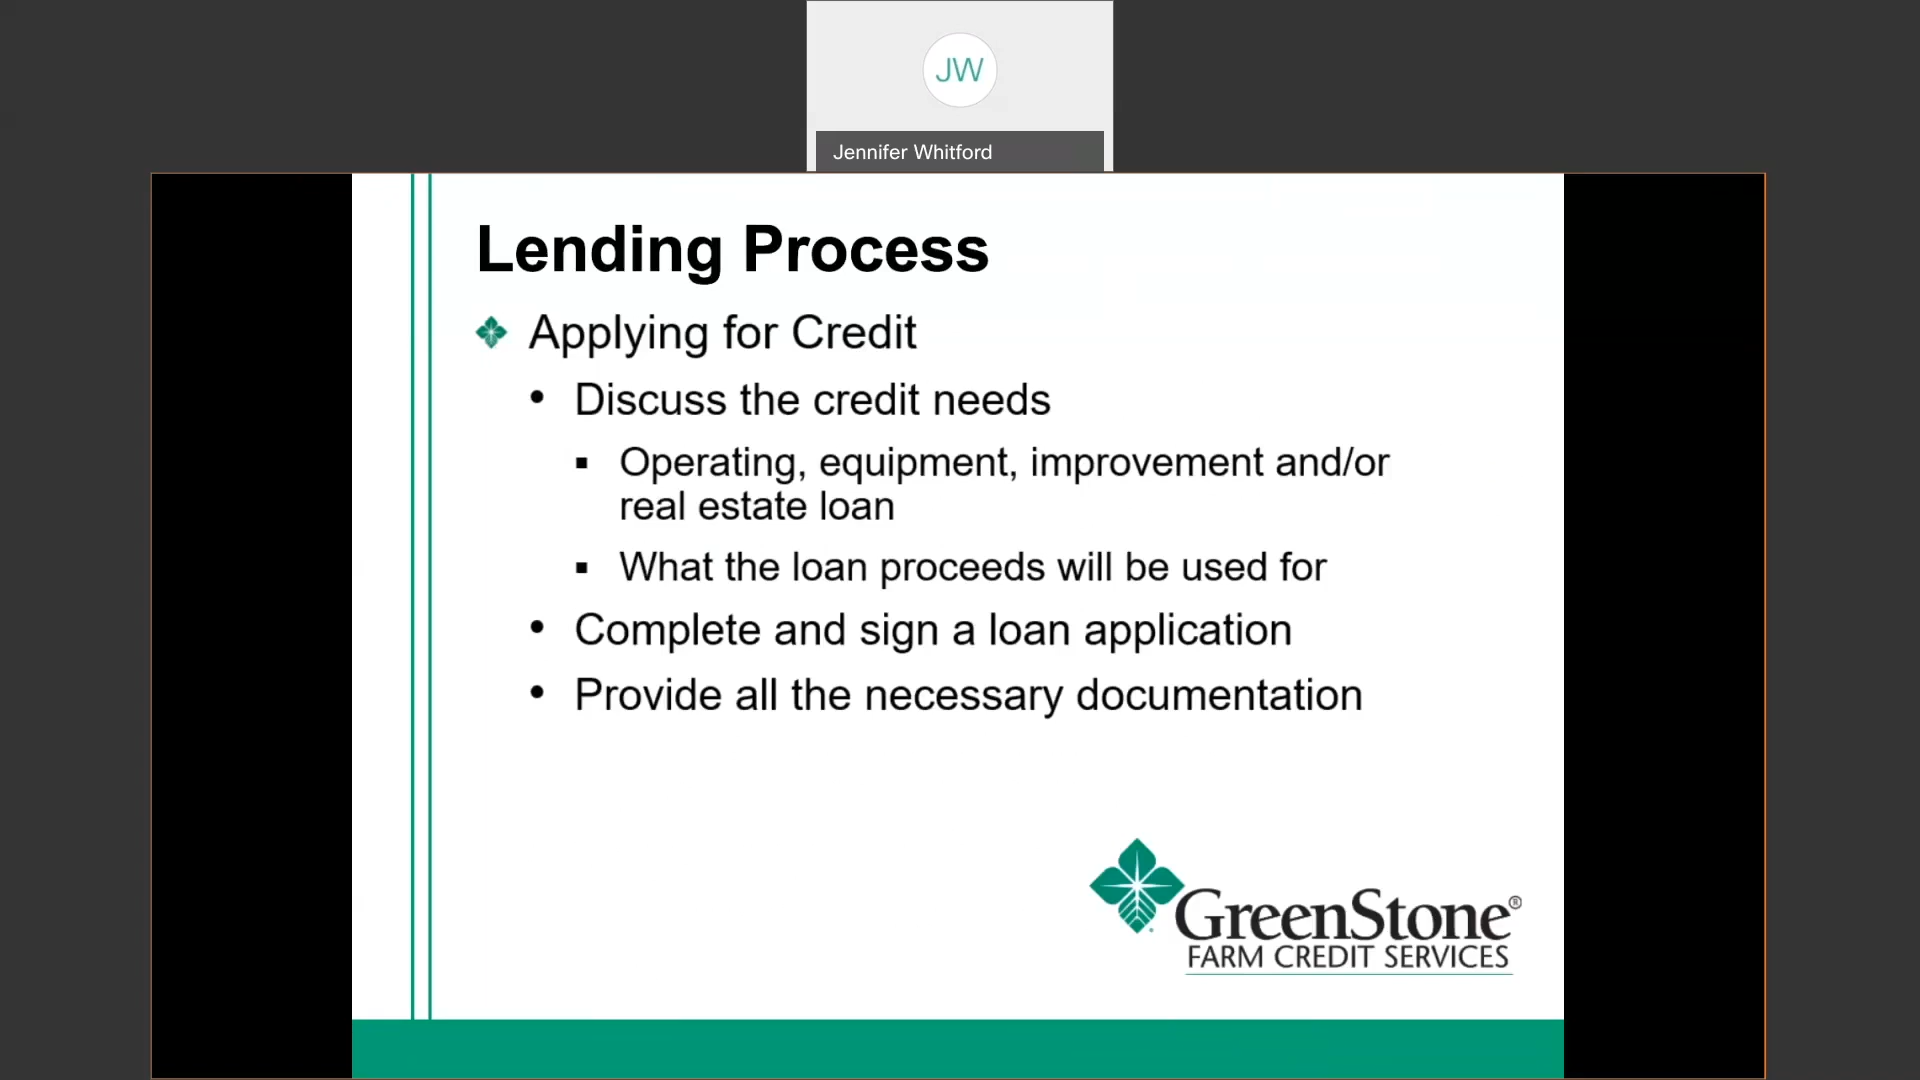 JW
Jennifer Whitford
Lending Process
Applying for Credit
• Discuss the credit needs
▪ Operating, equipment, improvement and/or
real estate loan
▪ What the loan proceeds will be used for
• Complete and sign a loan application
• Provide all the necessary documentation
GreenStone®
FARM CREDIT SERVICES